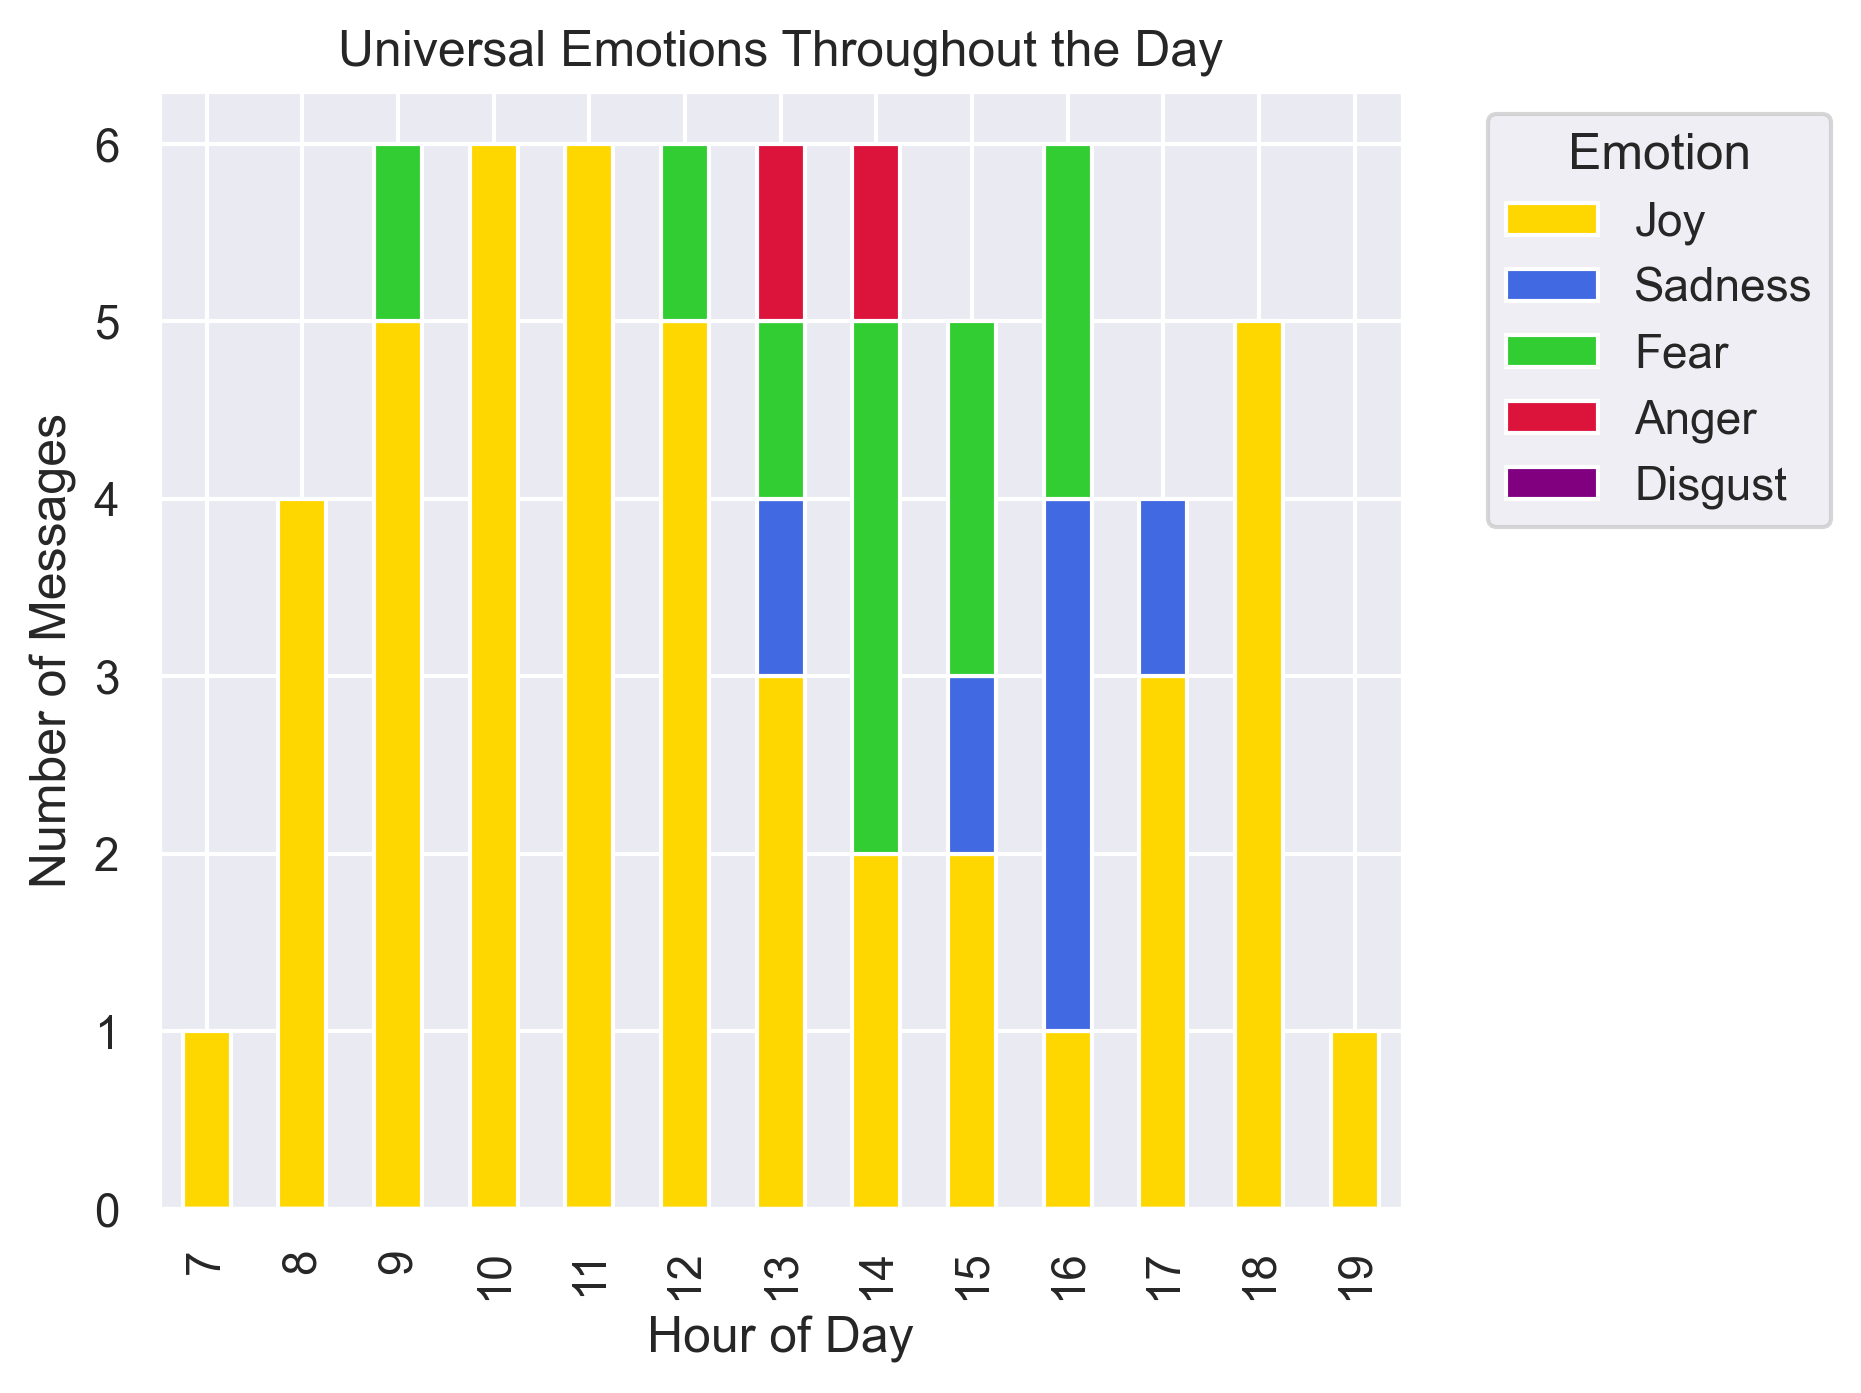 Universal Emotions Throughout the Day
Number of Messages
6
5
4
3
2
1
0
7 8 9 10 11 12 13 14 15 16 17 18 19
Hour of Day
Emotion
Joy
Sadness
Fear
Anger
Disgust